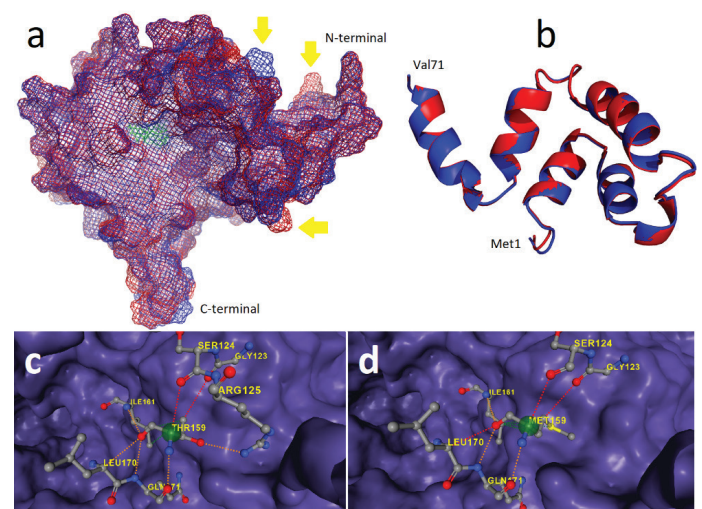 a
N-terminal
C-terminal
b
Val71
Met1
c
SER124
GLY123
ARG125
ILE161
THR159
LEU170
GLN171
d
SER124
GLY123
ILE161
MET159
LEU170
GLN171